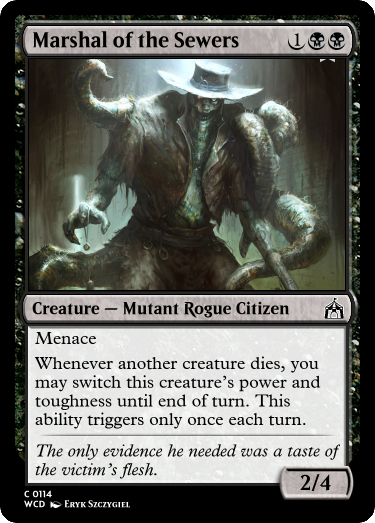 Marshal of the Sewers 1
Creature — Mutant Rogue Citizen
Menace
Whenever another creature dies, you
may switch this creature's power and
toughness until end of turn. This
ability triggers only once each turn.
The only evidence he needed was a taste of
the victim's flesh.
2/4
C 0114
WCD Eryk Szczygiel